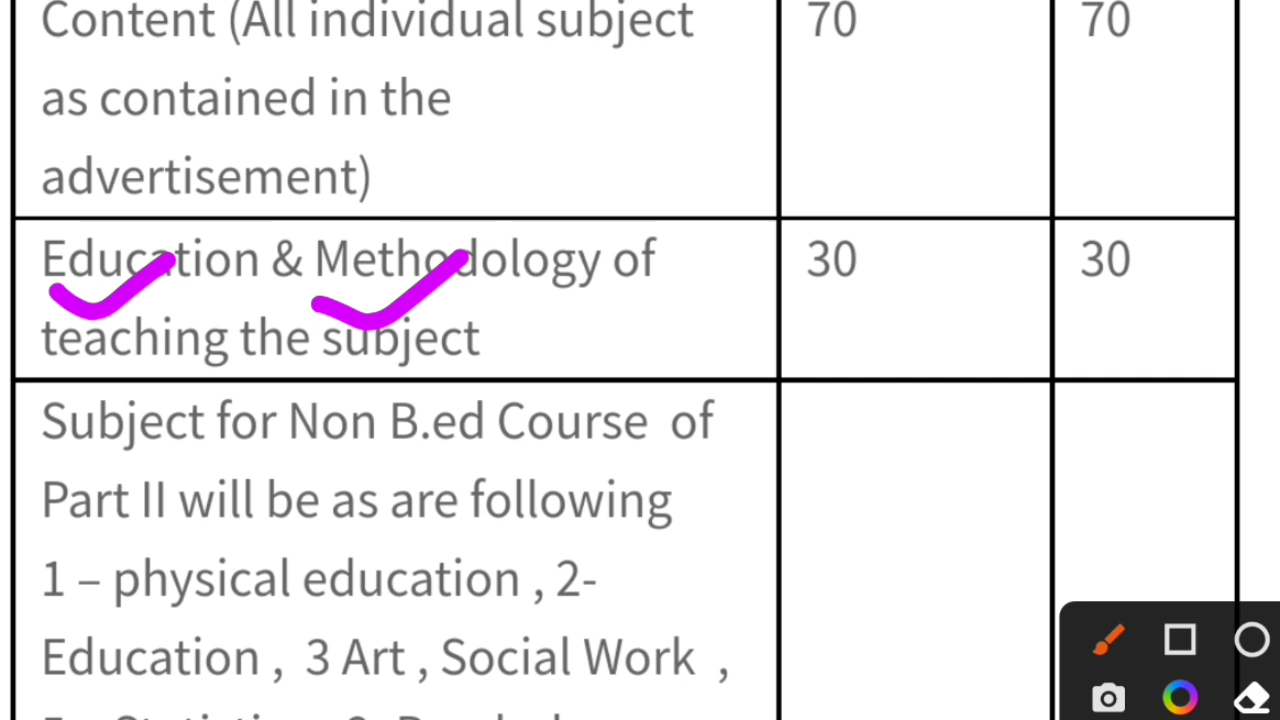 Content (All individual subject 70 70
as contained in the
advertisement)
Education & Methodology of 30 30
teaching the subject
Subject for Non B.ed Course of
Part II will be as are following
1 – physical education , 2-
Education , 3 Art , Social Work ,